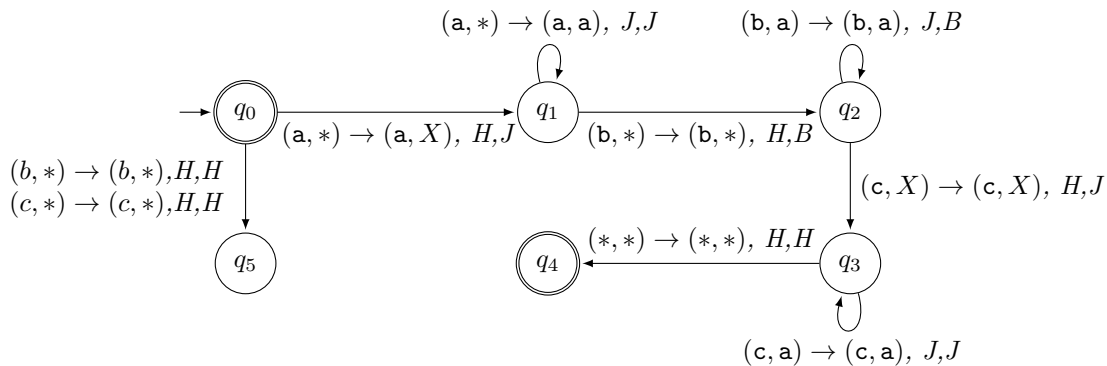 (a, *) → (a, a), J,J
(b, a) → (b, a), J,B
q0
q1
q2
(a, *) → (a, X), H,J
(b, *) → (b, *), H,B
(b, *) → (b, *),H,H
(c, *) → (c, *),H,H
(c, X) → (c, X), H,J
(*, *) → (*, *), H,H
q5
q4
q3
(c, a) → (c, a), J,J